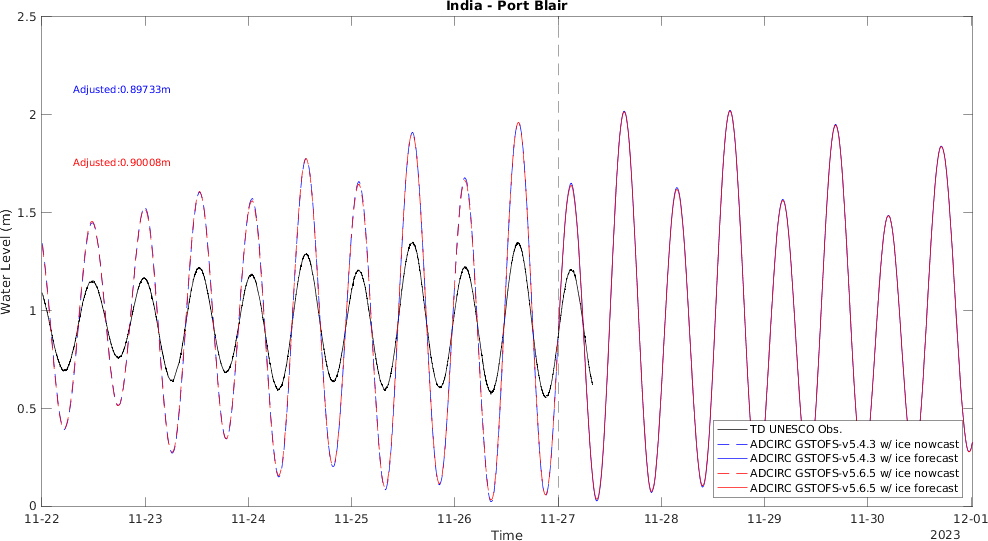 India - Port Blair
2.5
2
1.5
1
0.5
0
Water Level (m)
Adjusted:0.89733m
Adjusted:0.90008m
TD UNESCO Obs.
ADCIRC GSTOFS-v5.4.3 w/ ice nowcast
ADCIRC GSTOFS-v5.4.3 w/ ice forecast
ADCIRC GSTOFS-v5.6.5 w/ ice nowcast
ADCIRC GSTOFS-v5.6.5 w/ ice forecast
11-22 11-23 11-24 11-25 11-26 11-27 11-28 11-29 11-30 12-01
Time
2023